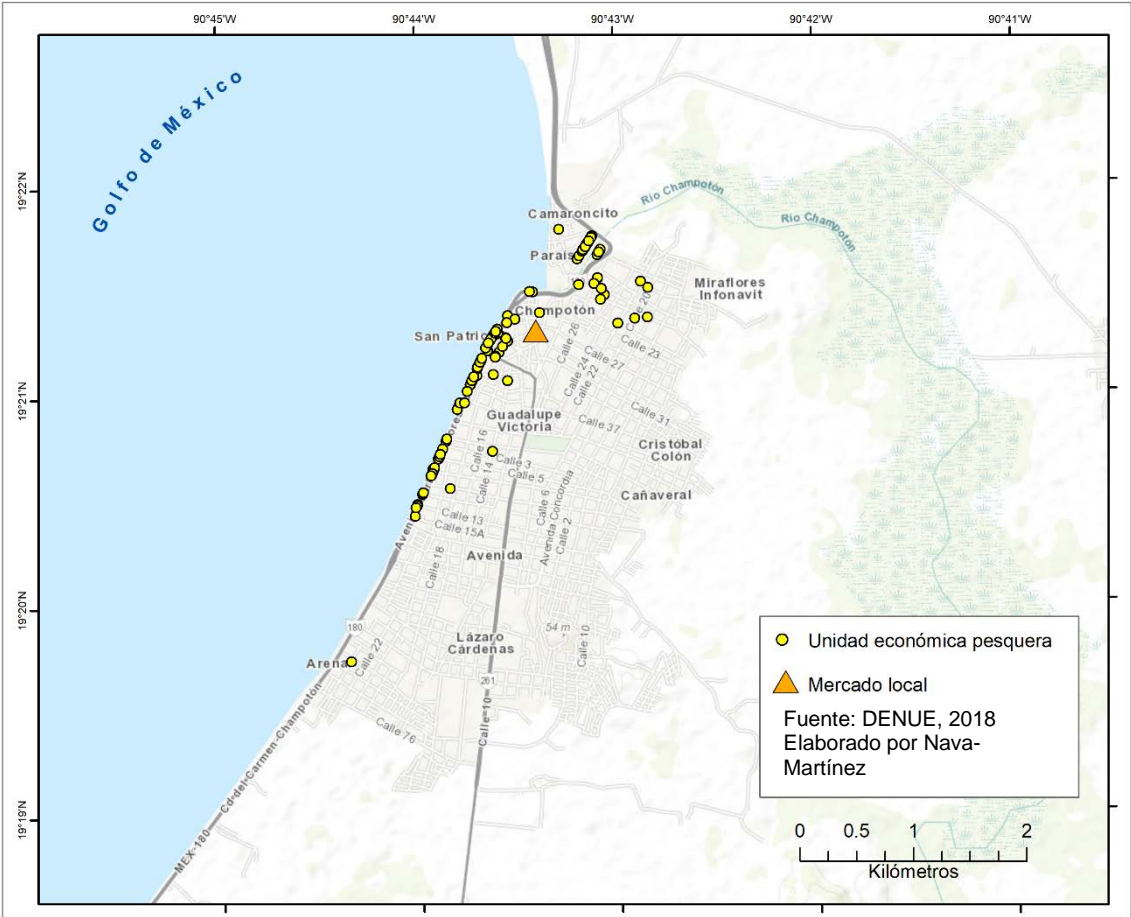 90°45'W
90°44'W
90°43'W
90°42'W
90°41'W
Golfo de México
19°22'N
Río Champotón
Río Champotón
Camaroncito
Miraflores
Infonavit
Champotón
Calle 20
Calle 26
Calle 23
Calle 27
Calle 24
Calle 22
19°21'N
Guadalupe
Victoria
Calle 31
Calle 37
Cristóbal
Colón
Calle 16
Calle 3
Calle 14
Calle 5
Cañaveral
Calle 6
Avenida Concordia
Calle 2
Calle 13
Calle 15A
Avenida
Calle 18
19°20'N
180
54 m
Calle 10
Lázaro
Cárdenas
Arena
Calle 22
261
Calle 10
Calle 76
Cd-del-Carmen-Champotón
MEX-180
19°19'N
Unidad económica pesquera
Mercado local
Fuente: DENUE, 2018
Elaborado por Nava-
Martínez
0 0.5 1 2
Kilómetros